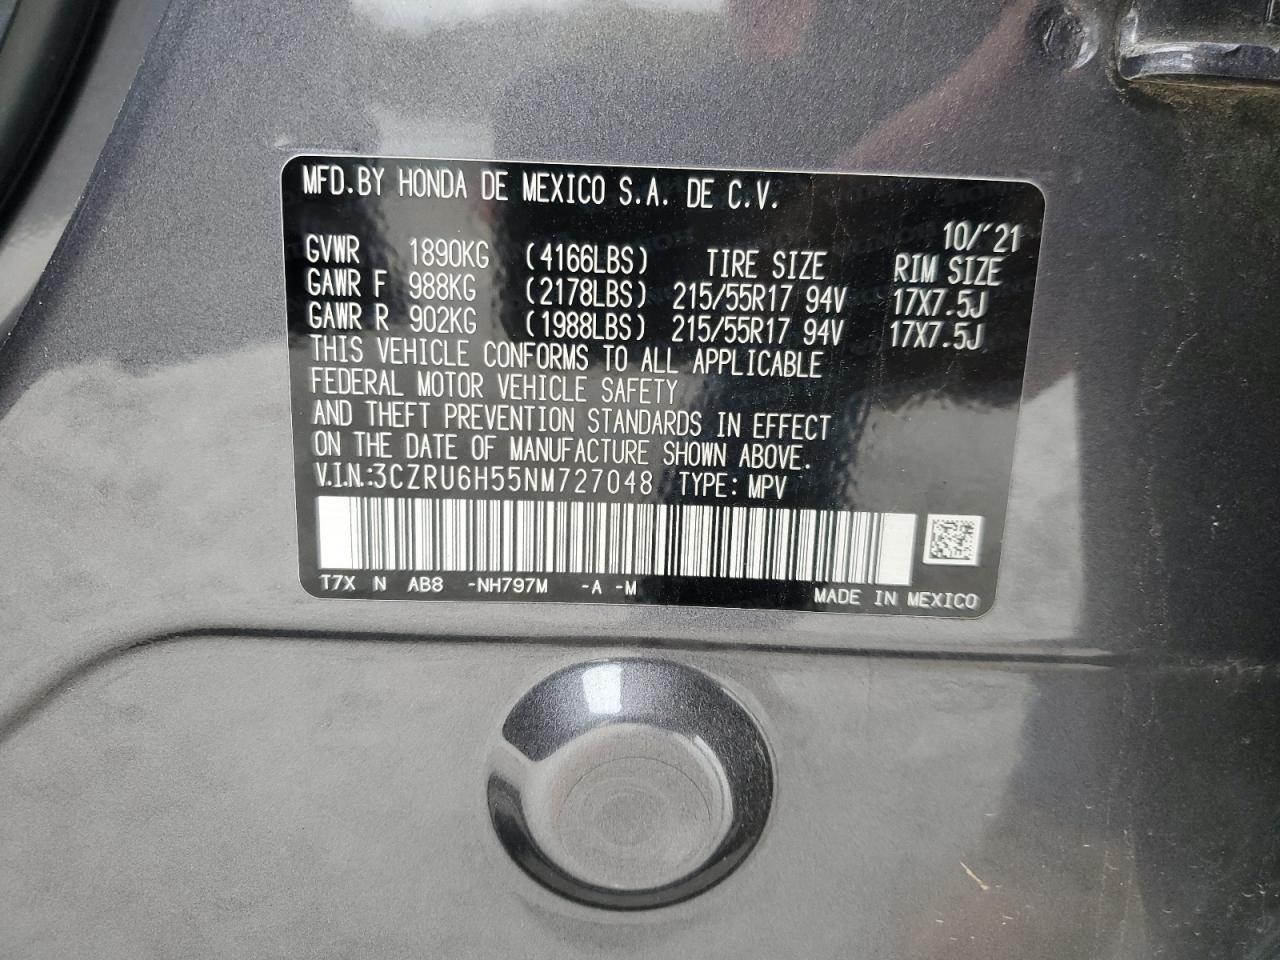 MFD.BY HONDA DE MEXICO S.A. DE C.V.
10/'21
GVWR 1890KG (4166LBS) TIRE SIZE RIM SIZE
GAWR F 988KG (2178LBS) 215/55R17 94V 17X7.5J
GAWR R 902KG (1988LBS) 215/55R17 94V 17X7.5J
THIS VEHICLE CONFORMS TO ALL APPLICABLE
FEDERAL MOTOR VEHICLE SAFETY
AND THEFT PREVENTION STANDARDS IN EFFECT
ON THE DATE OF MANUFACTURE SHOWN ABOVE.
V.I.N.:3CZRU6H55NM727048 TYPE: MPV
T7X N AB8 -NH797M -A -M MADE IN MEXICO